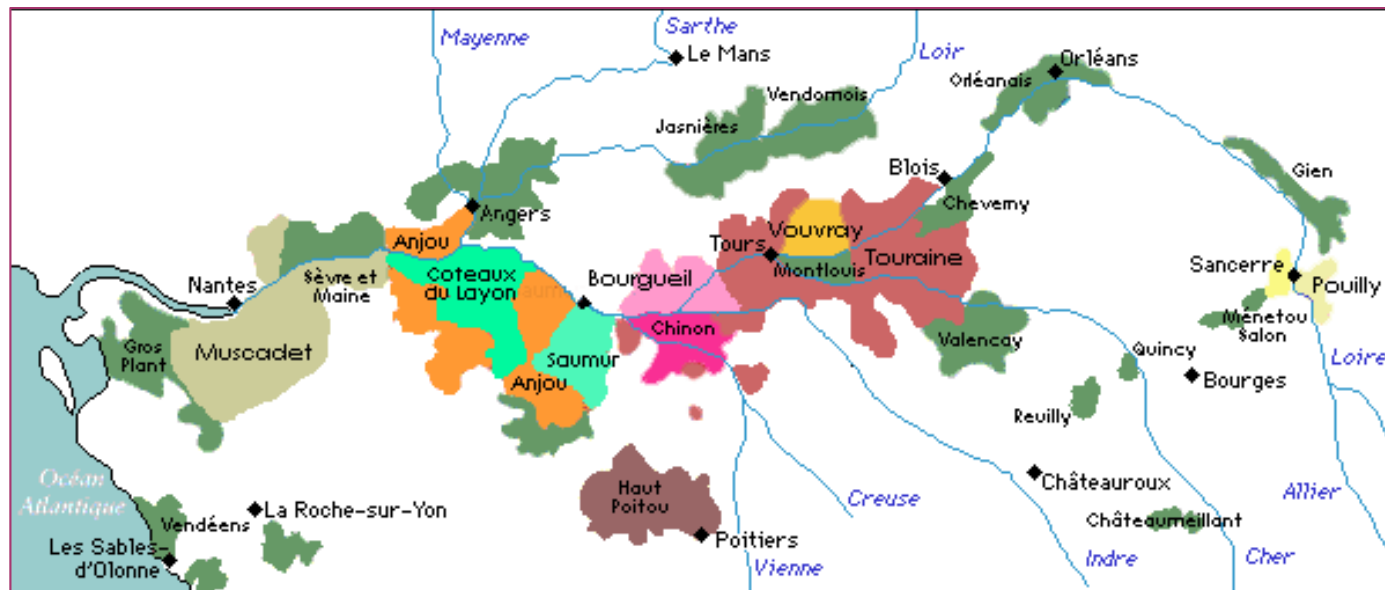 Mayenne
Sarthe
Le Mans
Loir
Orléans
Orléanais
Vendomois
Jasnières
Blois
Gien
Cheverny
Angers
Anjou
Vouvray
Tours
Touraine
Montlouis
Sancerre
Pouilly
Nantes
Sèvre et
Maine
Coteaux
du Layon
Bourgueil
Chinon
Ménetou
Salon
Gros
Plant
Muscadet
Saumur
Anjou
Valencay
Quincy
Bourges
Loire
Reuilly
Océan
Atlantique
Haut
Poitou
Creuse
Châteauroux
Allier
Vendéens
La Roche-sur-Yon
Châteaumeillant
Poitiers
Les Sables-
d'Olonne
Vienne
Indre
Cher